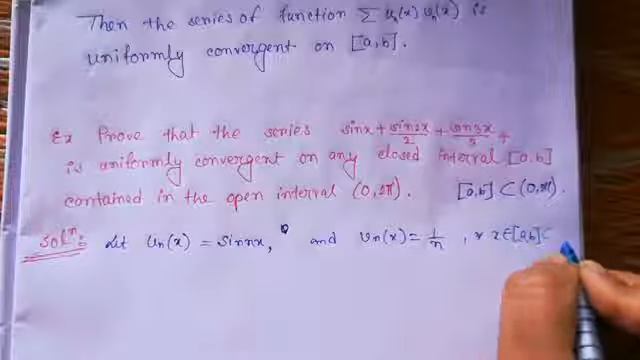 Then the series of function ∑ uₙ(x) vₙ(x) is
uniformly convergent on [a,b].
Ex Prove that the series sinx + sin2x/2 + sin3x/3 +
is uniformly convergent on any closed interval [a,b]
contained in the open interval (0,2π). [a,b] ⊂ (0,2π).
Solⁿ: Let uₙ(x) = sinnx, and vₙ(x) = 1/n , ∀ x∈[a,b] ⊂